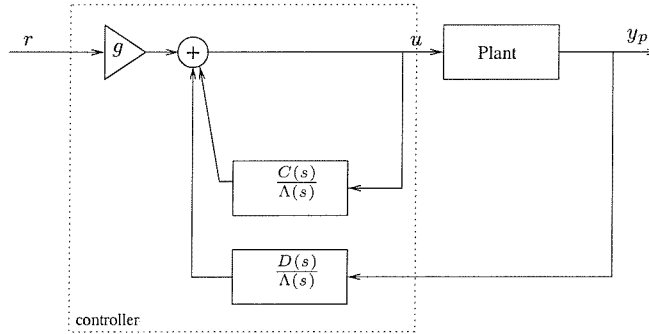 r
g
+
u
Plant
y_p
C(s)
Λ(s)
D(s)
Λ(s)
controller